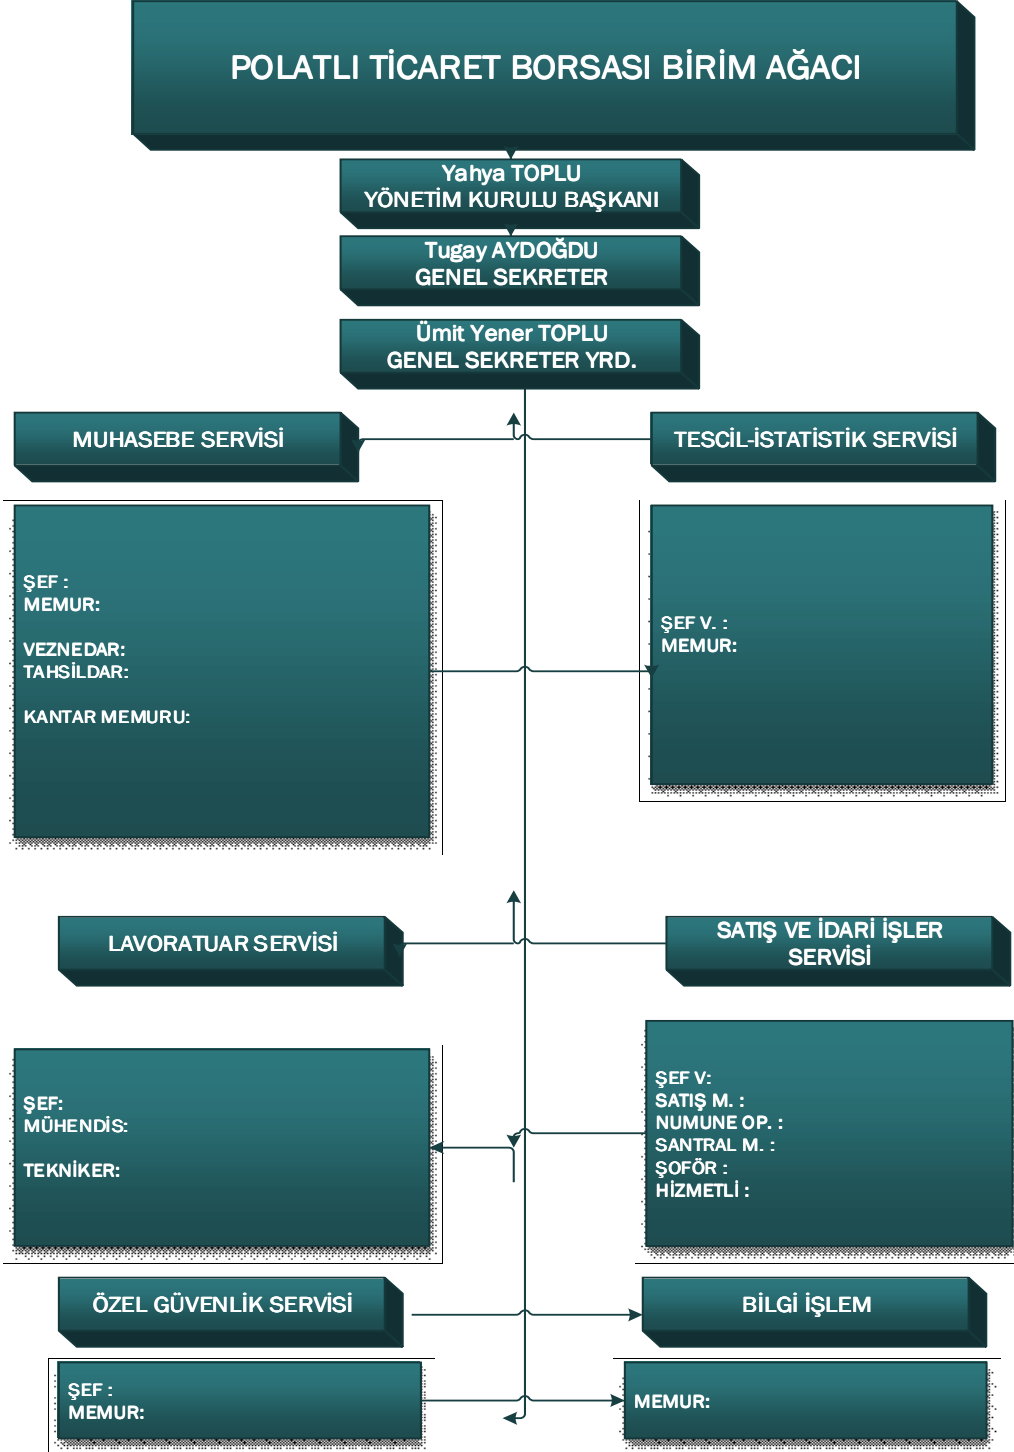 POLATLI TİCARET BORSASI BİRİM AĞACI
Yahya TOPLU
YÖNETİM KURULU BAŞKANI
Tugay AYDOĞDU
GENEL SEKRETER
Ümit Yener TOPLU
GENEL SEKRETER YRD.
MUHASEBE SERVİSİ
TESCİL-İSTATİSTİK SERVİSİ
ŞEF :
MEMUR:
VEZNEDAR:
TAHSİLDAR:
KANTAR MEMURU:
ŞEF V. :
MEMUR:
LAVORATUAR SERVİSİ
SATIŞ VE İDARİ İŞLER
SERVİSİ
ŞEF:
MÜHENDİS:
TEKNİKER:
ŞEF V:
SATIŞ M. :
NUMUNE OP. :
SANTRAL M. :
ŞOFÖR :
HİZMETLİ :
ÖZEL GÜVENLİK SERVİSİ
BİLGİ İŞLEM
ŞEF :
MEMUR:
MEMUR: